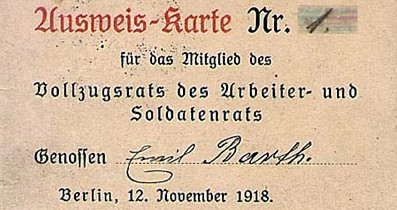 Ausweis-Karte Nr. 1.
für das Mitglied des
Vollzugsrats des Arbeiter- und
Soldatenrats
Genossen Emil Barth.
Berlin, 12. November 1918.